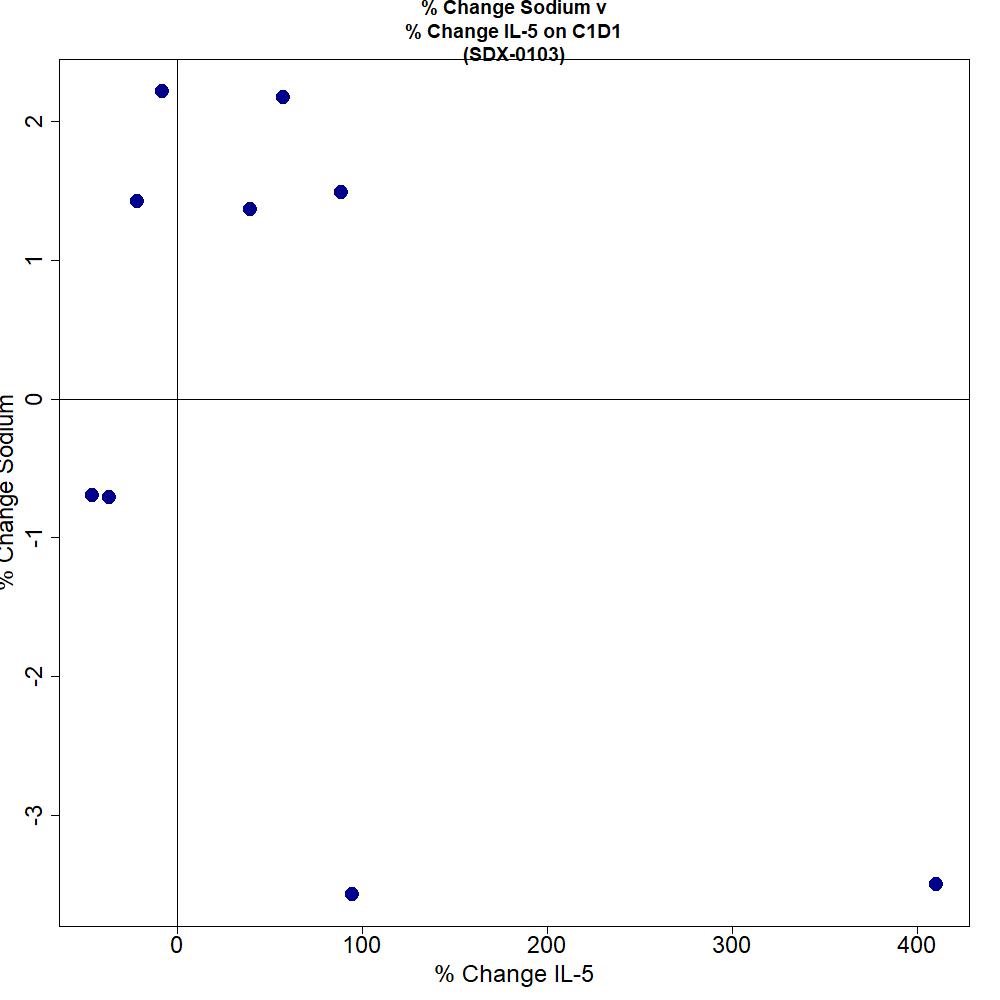 % Change Sodium v
% Change IL-5 on C1D1
(SDX-0103)
% Change Sodium
2
1
0
-1
-2
-3
0 100 200 300 400
% Change IL-5